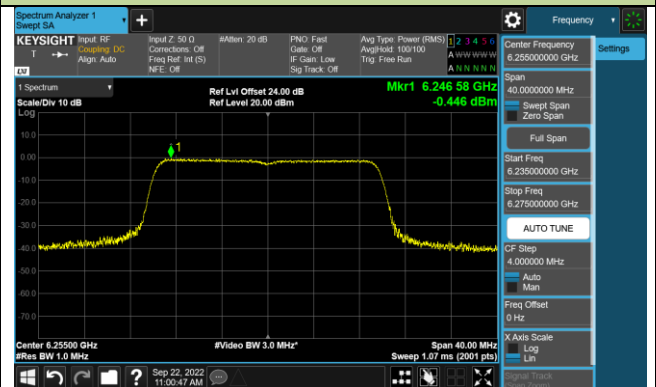 Spectrum Analyzer 1
Swept SA
+
Frequency
KEYSIGHT
Input: RF
Coupling: DC
Align: Auto
Input Z: 50 Ω
Corrections: Off
Freq Ref: Int (S)
NFE: Off
#Atten: 20 dB
PNO: Fast
Gate: Off
IF Gain: Low
Sig Track: Off
Avg Type: Power (RMS)
Avg|Hold: 100/100
Trig: Free Run
1 2 3 4 5 6
A W W W W W
A N N N N N
T
LXI
1 Spectrum
Scale/Div 10 dB
Log
Ref Lvl Offset 24.00 dB
Ref Level 20.00 dBm
Mkr1 6.246 58 GHz
-0.446 dBm
1
10.0
0.00
-10.0
-20.0
-30.0
-40.0
-50.0
-60.0
-70.0
Center 6.25500 GHz
#Res BW 1.0 MHz
#Video BW 3.0 MHz*
Span 40.00 MHz
Sweep 1.07 ms (2001 pts)
Sep 22, 2022
11:00:47 AM
?
Center Frequency
6.255000000 GHz
Settings
Span
40.0000000 MHz
Swept Span
Zero Span
Full Span
Start Freq
6.235000000 GHz
Stop Freq
6.275000000 GHz
AUTO TUNE
CF Step
4.000000 MHz
Auto
Man
Freq Offset
0 Hz
X Axis Scale
Log
Lin
Signal Track
(Span Zoom)